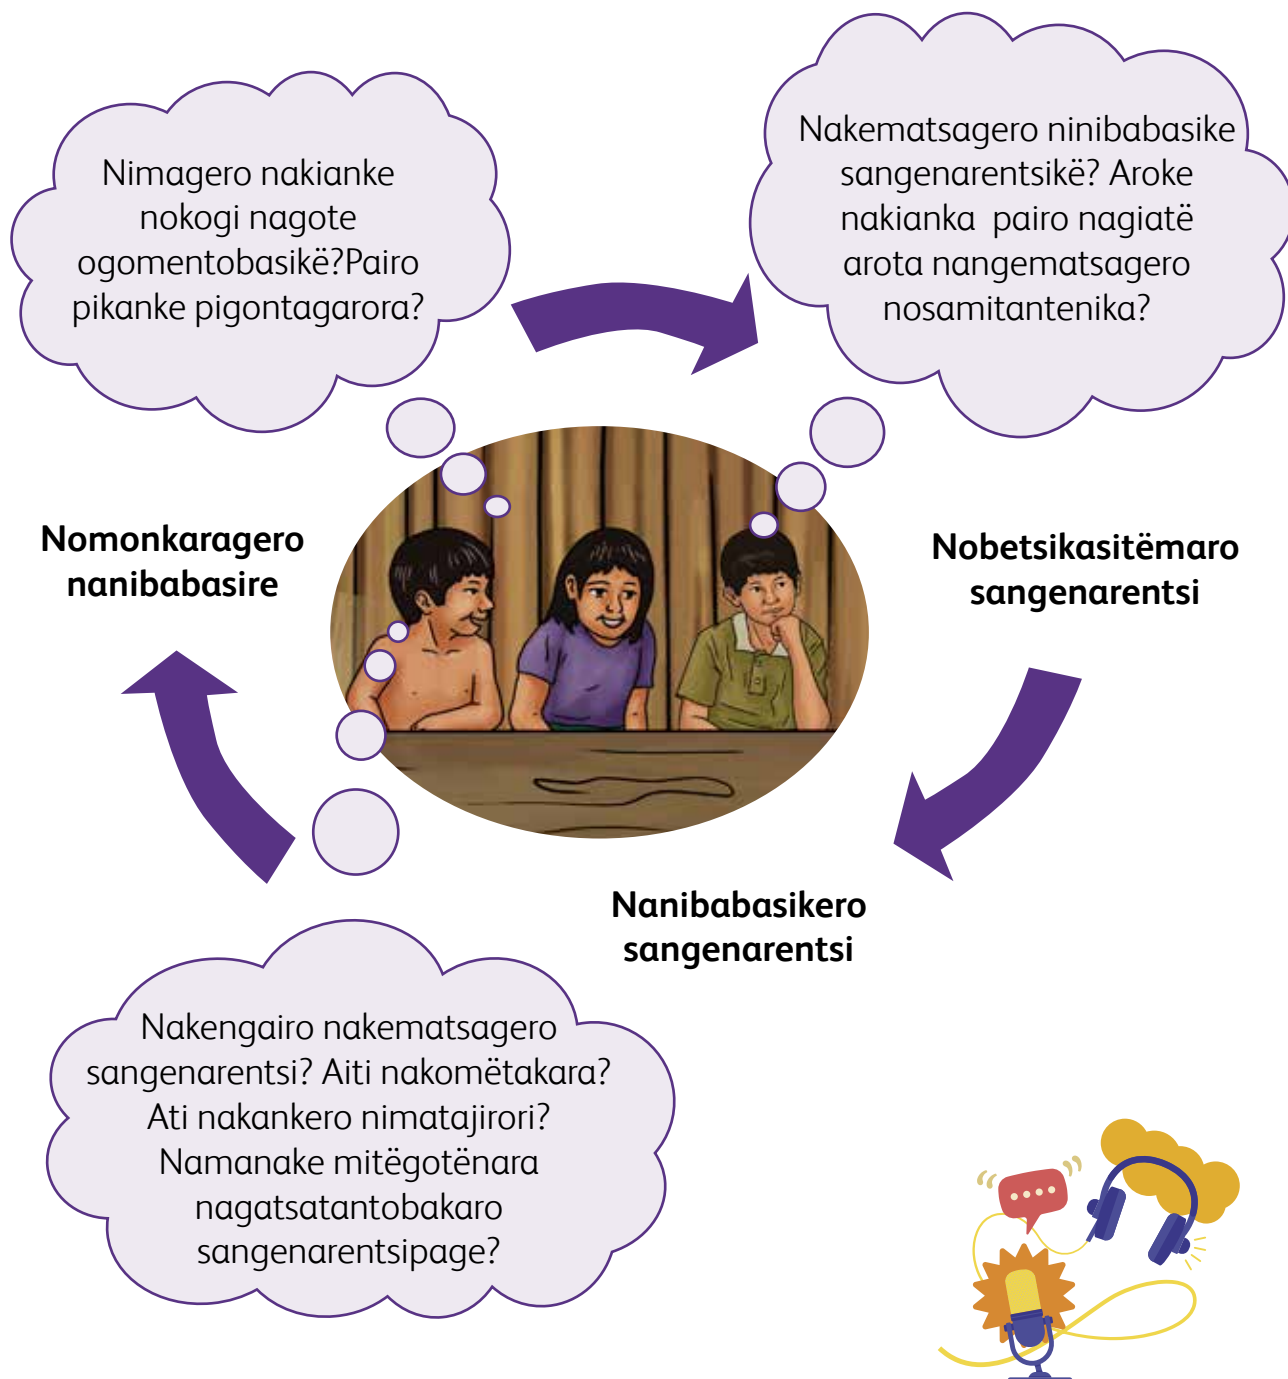 Nimagero nakianke
nokogi nagote
ogomentobasikë?Pairo
pikanke pigontagarora?
Nakematsagero ninibabasike
sangenarentsikë? Aroke
nakianka pairo nagiatë
arota nangematsagero
nosamitantenika?
Nomonkaragero
nanibabasire
Nobetsikasitëmaro
sangenarentsi
Nanibabasikero
sangenarentsi
Nakengairo nakematsagero
sangenarentsi? Aiti nakomëtakara?
Ati nakankero nimatajirori?
Namanake mitëgotënara
nagatsatantobakaro
sangenarentsipage?